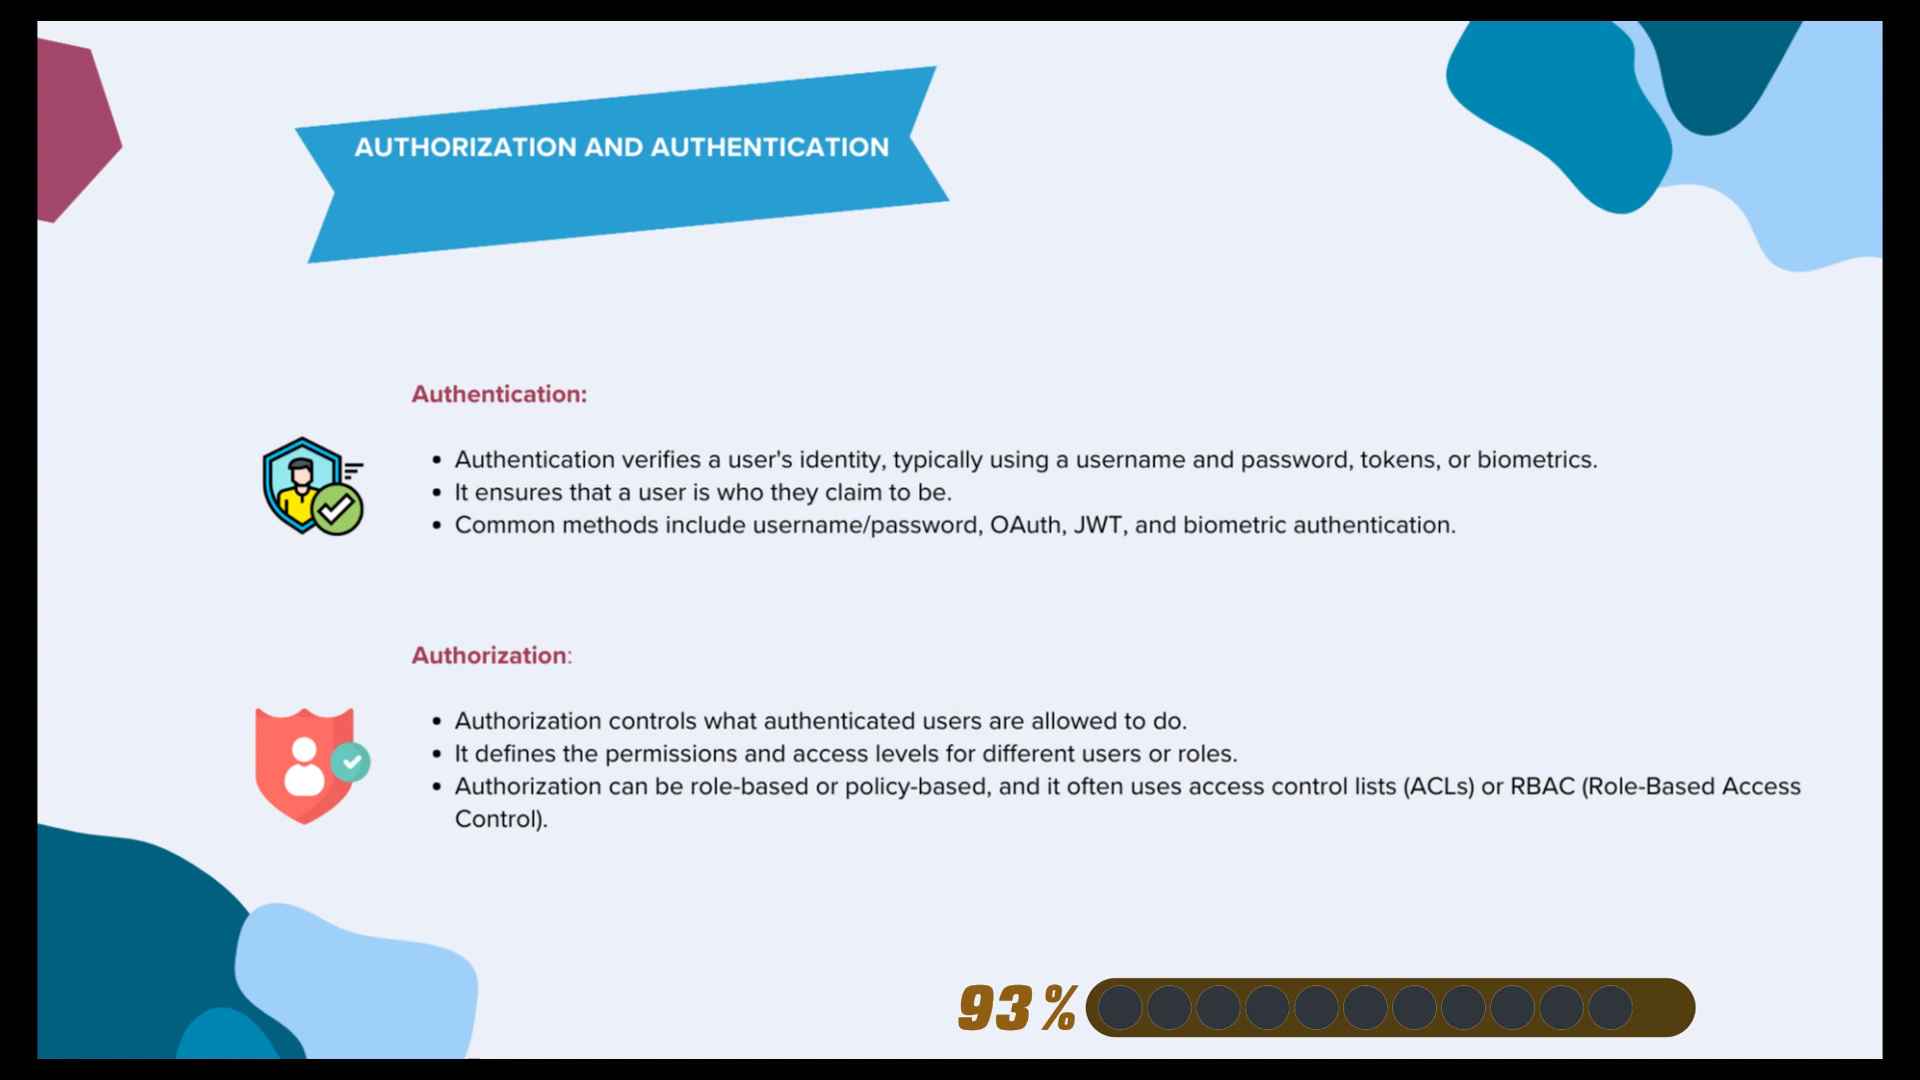 AUTHORIZATION AND AUTHENTICATION
Authentication:
• Authentication verifies a user's identity, typically using a username and password, tokens, or biometrics.
• It ensures that a user is who they claim to be.
• Common methods include username/password, OAuth, JWT, and biometric authentication.
Authorization:
• Authorization controls what authenticated users are allowed to do.
• It defines the permissions and access levels for different users or roles.
• Authorization can be role-based or policy-based, and it often uses access control lists (ACLs) or RBAC (Role-Based Access
Control).
93%